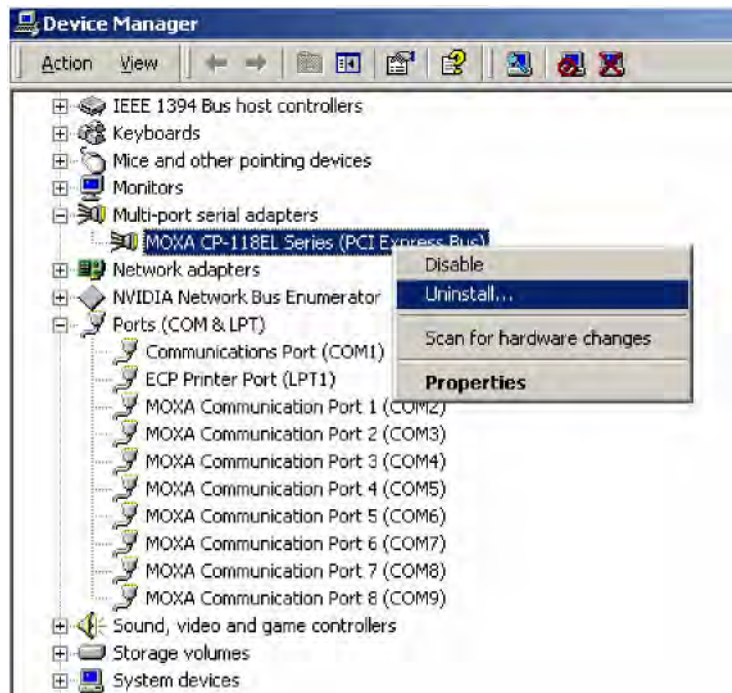 Device Manager
Action View
IEEE 1394 Bus host controllers
Keyboards
Mice and other pointing devices
Monitors
Multi-port serial adapters
MOXA CP-118EL Series (PCI Express Bus)
Network adapters
NVIDIA Network Bus Enumerator
Ports (COM & LPT)
Communications Port (COM1)
ECP Printer Port (LPT1)
MOXA Communication Port 1 (COM2)
MOXA Communication Port 2 (COM3)
MOXA Communication Port 3 (COM4)
MOXA Communication Port 4 (COM5)
MOXA Communication Port 5 (COM6)
MOXA Communication Port 6 (COM7)
MOXA Communication Port 7 (COM8)
MOXA Communication Port 8 (COM9)
Sound, video and game controllers
Storage volumes
System devices
Disable
Uninstall...
Scan for hardware changes
Properties